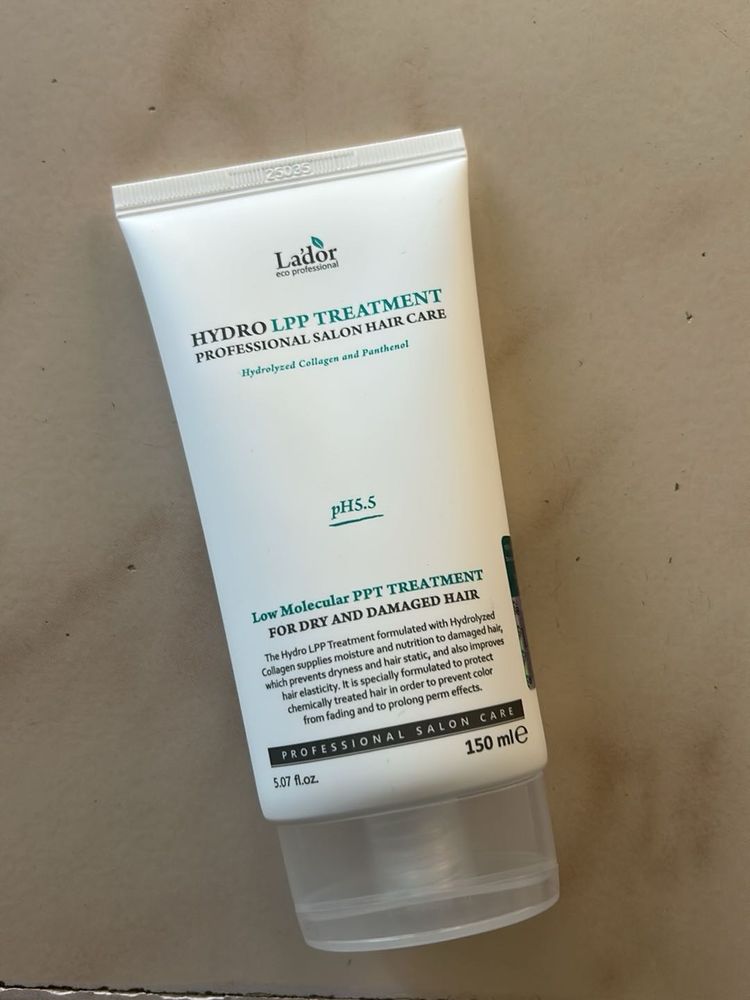 25035
La'dor
eco professional
HYDRO LPP TREATMENT
PROFESSIONAL SALON HAIR CARE
Hydrolyzed Collagen and Panthenol
pH5.5
Low Molecular PPT TREATMENT
FOR DRY AND DAMAGED HAIR
The Hydro LPP Treatment formulated with Hydrolyzed
Collagen supplies moisture and nutrition to damaged hair,
which prevents dryness and hair static, and also improves
hair elasticity. It is specially formulated to protect
chemically treated hair in order to prevent color
from fading and to prolong perm effects.
PROFESSIONAL SALON CARE
150 ml℮
5.07 fl.oz.